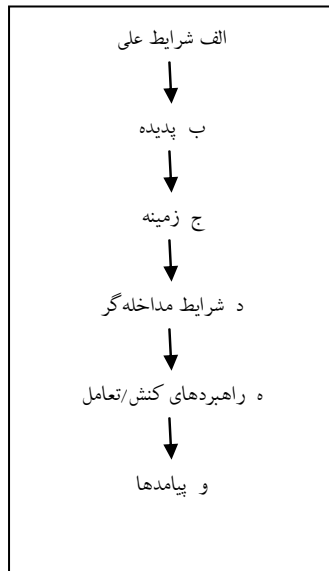 الف شرایط علی
ب پدیده
ج زمینه
د شرایط مداخله‌گر
ه راهبردهای کنش/تعامل
و پیامدها